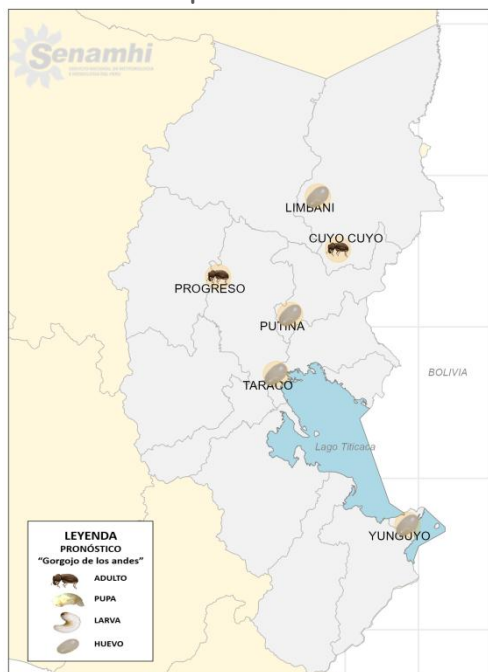 Senamhi
LIMBANI
CUYO CUYO
PROGRESO
PUTINA
TARACO
BOLIVIA
Lago Titicaca
YUNGUYO
LEYENDA
PRONÓSTICO
"Gorgojo de los andes"
ADULTO
PUPA
LARVA
HUEVO